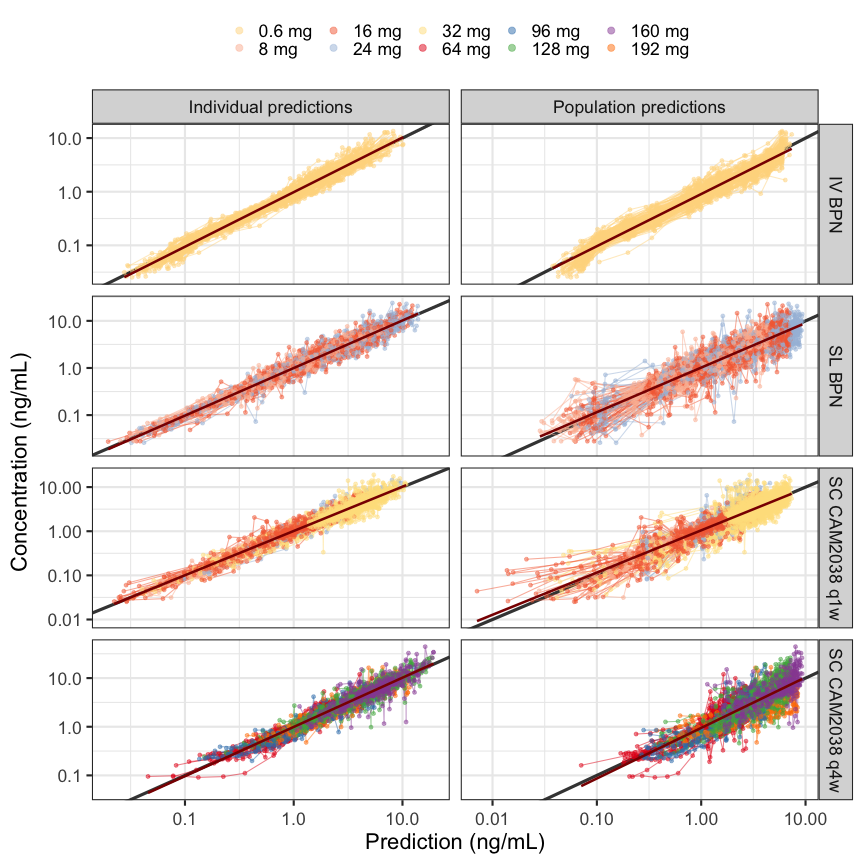 0.6 mg 16 mg 32 mg 96 mg 160 mg
8 mg 24 mg 64 mg 128 mg 192 mg
Individual predictions Population predictions
10.0
1.0
0.1
IV BPN
10.0
1.0
0.1
SL BPN
10.00
1.00
0.10
0.01
SC CAM2038 q1w
10.0
1.0
0.1
SC CAM2038 q4w
Concentration (ng/mL)
0.1 1.0 10.0 0.01 0.10 1.00 10.00
Prediction (ng/mL)